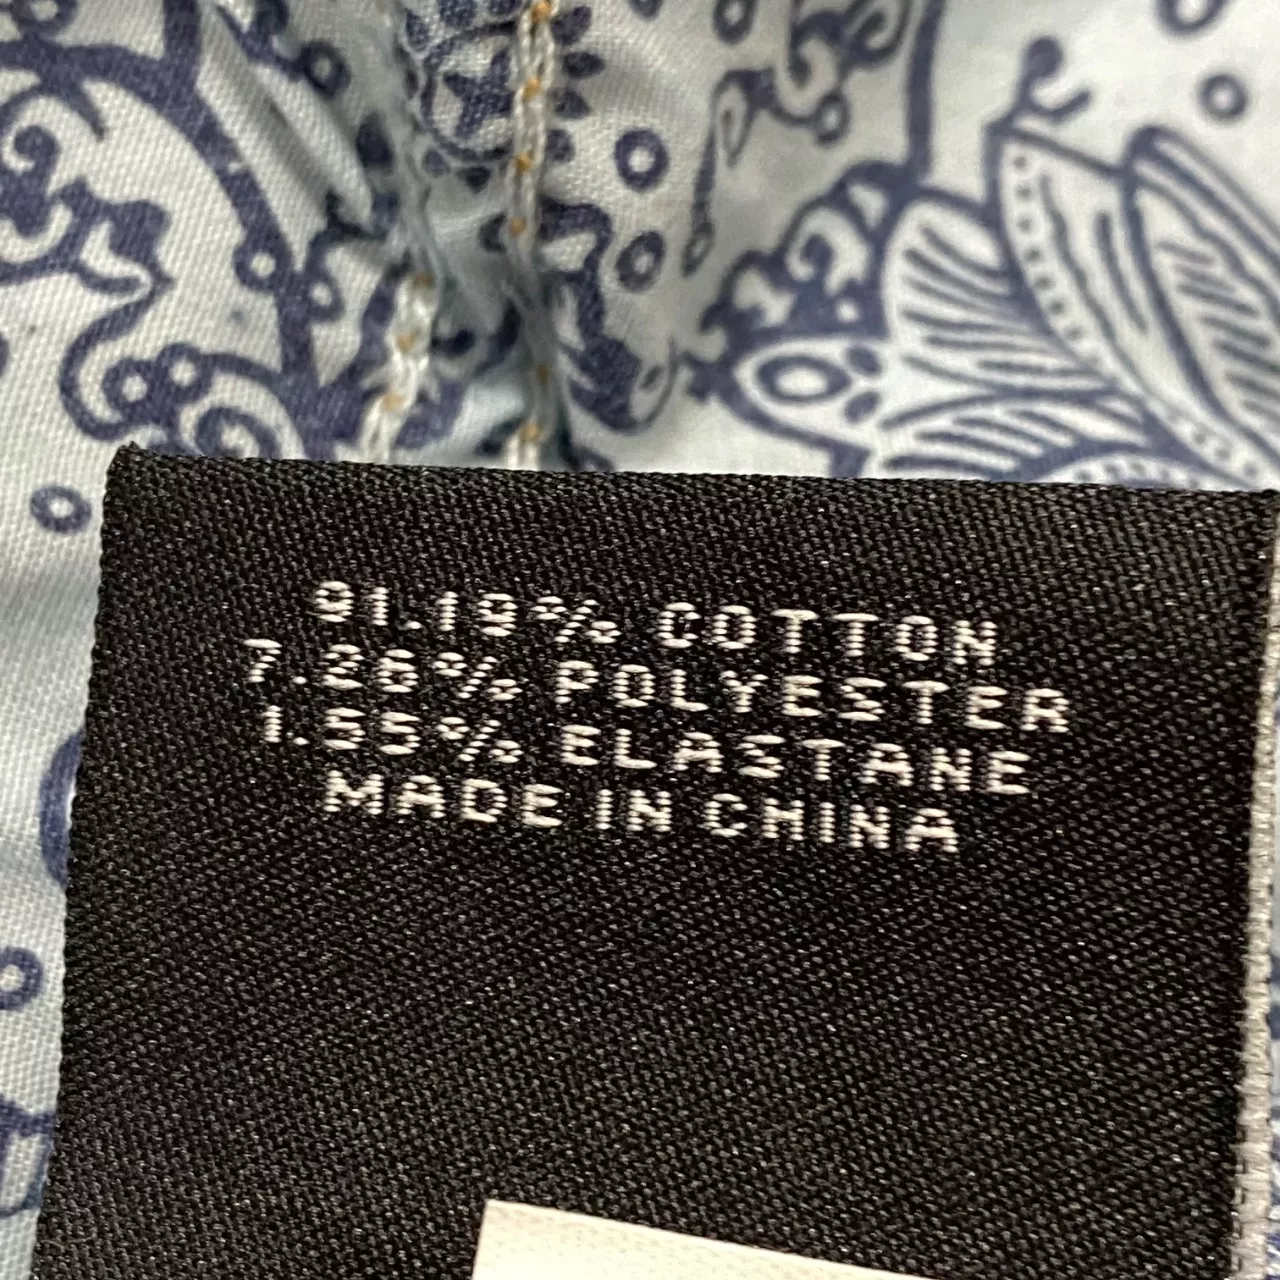 91.19% COTTON
7.26% POLYESTER
1.55% ELASTANE
MADE IN CHINA